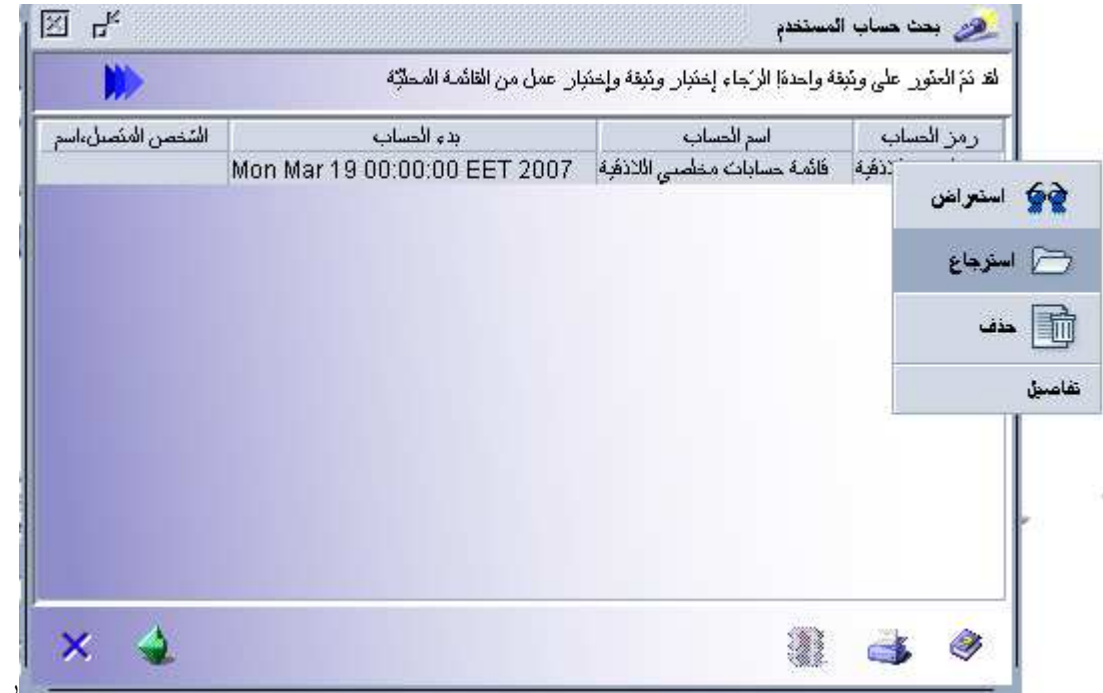 بحث حساب المستخدم
لقد تمّ العثور على وثيقة واحدة! الرّجاء إختيار وثيقة وإختيار عمل من القائمة المحليّة
رمز الحساب اسم الحساب بدء الحساب الشخص المتصل،اسم
قائمة حسابات مخلصي اللاذقية Mon Mar 19 00:00:00 EET 2007
استعراض
استرجاع
حذف
تفاصيل